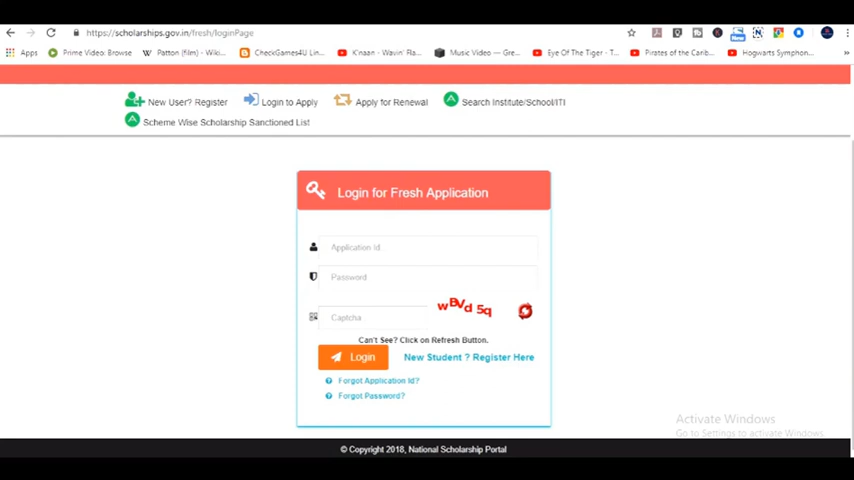 https://scholarships.gov.in/fresh/loginPage
Apps Prime Video: Browse Patton (film) - Wiki... CheckGames4U Lin... K'naan - Wavin' Ra... Music Video — Gre... Eye Of The Tiger - T... Pirates of the Carib... Hogwarts Symphon...
New User? Register Login to Apply Apply for Renewal Search Institute/School/ITI
Scheme Wise Scholarship Sanctioned List
Login for Fresh Application
Application Id
Password
Captcha wBVd 5q
Can't See? Click on Refresh Button.
Login New Student ? Register Here
Forgot Application Id?
Forgot Password?
Activate Windows
Go to Settings to activate Windows.
© Copyright 2018, National Scholarship Portal